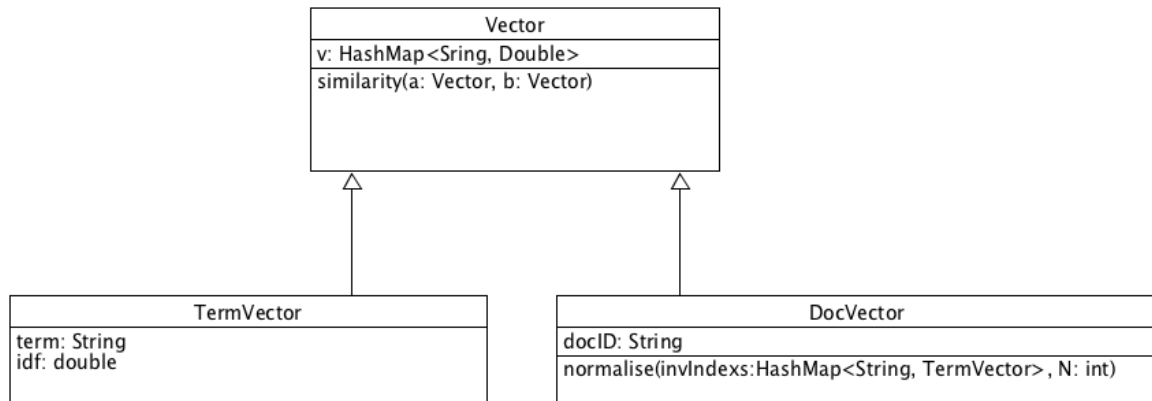 Vector
v: HashMap<Sring, Double>
similarity(a: Vector, b: Vector)
TermVector
term: String
idf: double
DocVector
docID: String
normalise(invIndexs:HashMap<String, TermVector>, N: int)